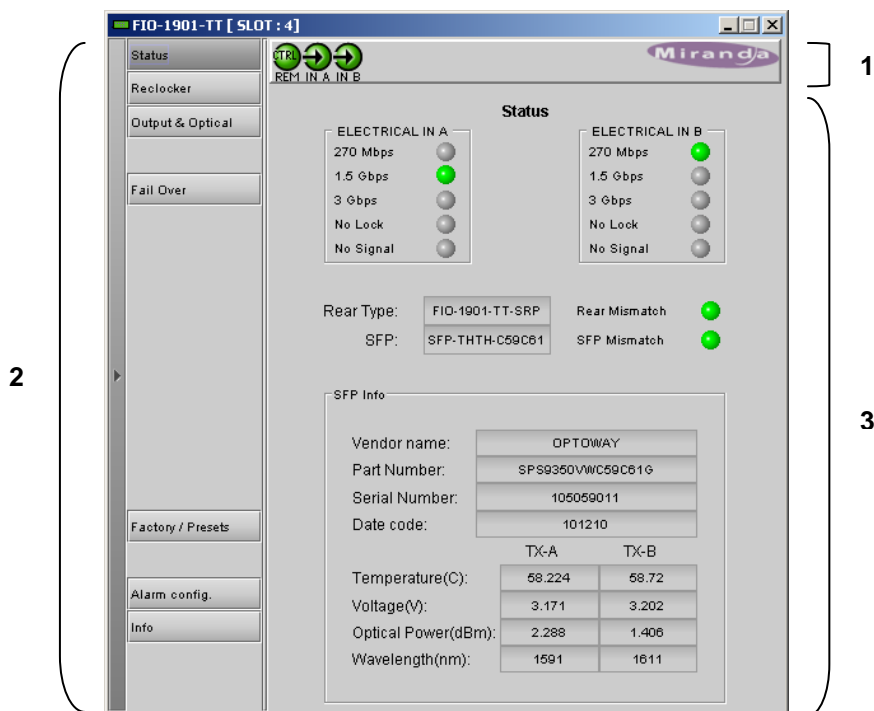 FIO-1901-TT [ SLOT : 4]
Status
Reclocker
Output & Optical
Fail Over
Factory / Presets
Alarm config.
Info
CTRL
REM IN A IN B
Miranda
1
2
3
Status
ELECTRICAL IN A
270 Mbps
1.5 Gbps
3 Gbps
No Lock
No Signal
ELECTRICAL IN B
270 Mbps
1.5 Gbps
3 Gbps
No Lock
No Signal
Rear Type: FIO-1901-TT-SRP Rear Mismatch
SFP: SFP-THTH-C59C61 SFP Mismatch
SFP Info
Vendor name: OPTOWAY
Part Number: SPS9350VWC59C61G
Serial Number: 105059011
Date code: 101210
TX-A TX-B
Temperature(C): 58.224 58.72
Voltage(V): 3.171 3.202
Optical Power(dBm): 2.288 1.406
Wavelength(nm): 1591 1611